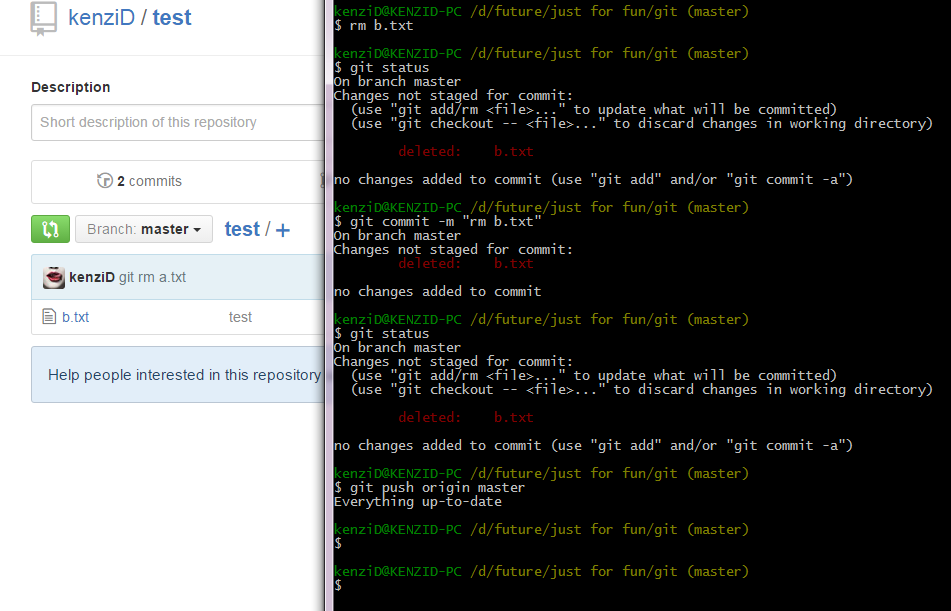 kenziD / test
Description
Short description of this repository
2 commits
Branch: master
test / +
kenziD git rm a.txt
b.txt test
Help people interested in this repository
kenziD@KENZID-PC /d/future/just for fun/git (master)
$ rm b.txt
kenziD@KENZID-PC /d/future/just for fun/git (master)
$ git status
On branch master
Changes not staged for commit:
(use "git add/rm <file>..." to update what will be committed)
(use "git checkout -- <file>..." to discard changes in working directory)
deleted: b.txt
no changes added to commit (use "git add" and/or "git commit -a")
kenziD@KENZID-PC /d/future/just for fun/git (master)
$ git commit -m "rm b.txt"
On branch master
Changes not staged for commit:
deleted: b.txt
no changes added to commit
kenziD@KENZID-PC /d/future/just for fun/git (master)
$ git status
On branch master
Changes not staged for commit:
(use "git add/rm <file>..." to update what will be committed)
(use "git checkout -- <file>..." to discard changes in working directory)
deleted: b.txt
no changes added to commit (use "git add" and/or "git commit -a")
kenziD@KENZID-PC /d/future/just for fun/git (master)
$ git push origin master
Everything up-to-date
kenziD@KENZID-PC /d/future/just for fun/git (master)
$
kenziD@KENZID-PC /d/future/just for fun/git (master)
$